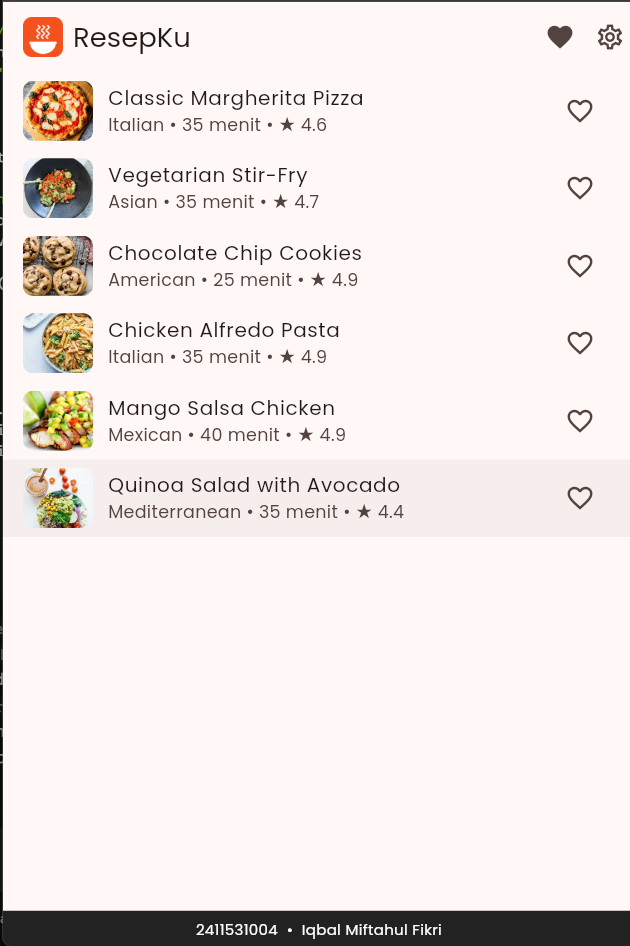 ResepKu
Classic Margherita Pizza
Italian • 35 menit • ★ 4.6
Vegetarian Stir-Fry
Asian • 35 menit • ★ 4.7
Chocolate Chip Cookies
American • 25 menit • ★ 4.9
Chicken Alfredo Pasta
Italian • 35 menit • ★ 4.9
Mango Salsa Chicken
Mexican • 40 menit • ★ 4.9
Quinoa Salad with Avocado
Mediterranean • 35 menit • ★ 4.4
2411531004 • Iqbal Miftahul Fikri